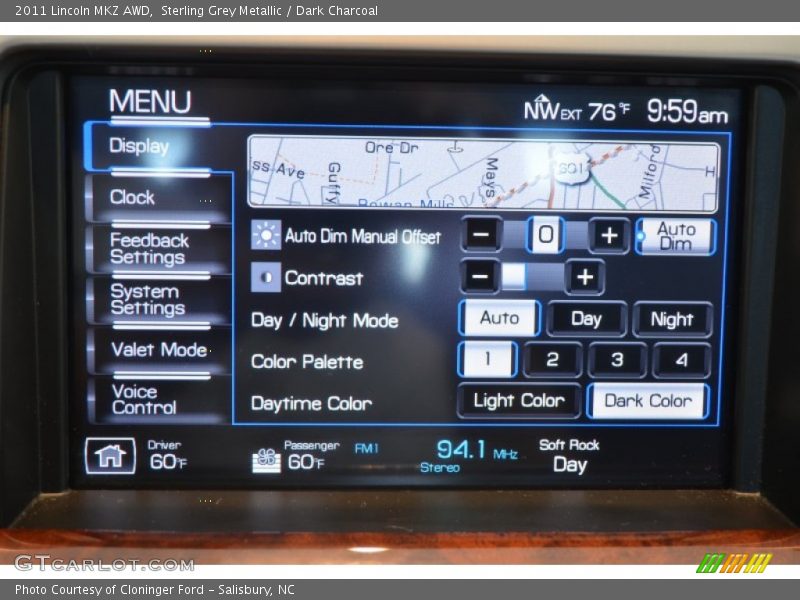 2011 Lincoln MKZ AWD, Sterling Grey Metallic / Dark Charcoal
MENU
NW EXT 76°F 9:59am
Display
Clock
Feedback
Settings
System
Settings
Valet Mode
Voice
Control
Ore Dr
ss Ave
Guffy
Mays
601
Milford
H
Rowan Mills
Auto Dim Manual Offset
− 0 +
Auto
Dim
Contrast
− +
Day / Night Mode
Auto Day Night
Color Palette
1 2 3 4
Daytime Color
Light Color Dark Color
Driver
60°F
Passenger
60°F
FM1
94.1 MHz
Stereo
Soft Rock
Day
GTCARLOT.COM
Photo Courtesy of Cloninger Ford - Salisbury, NC